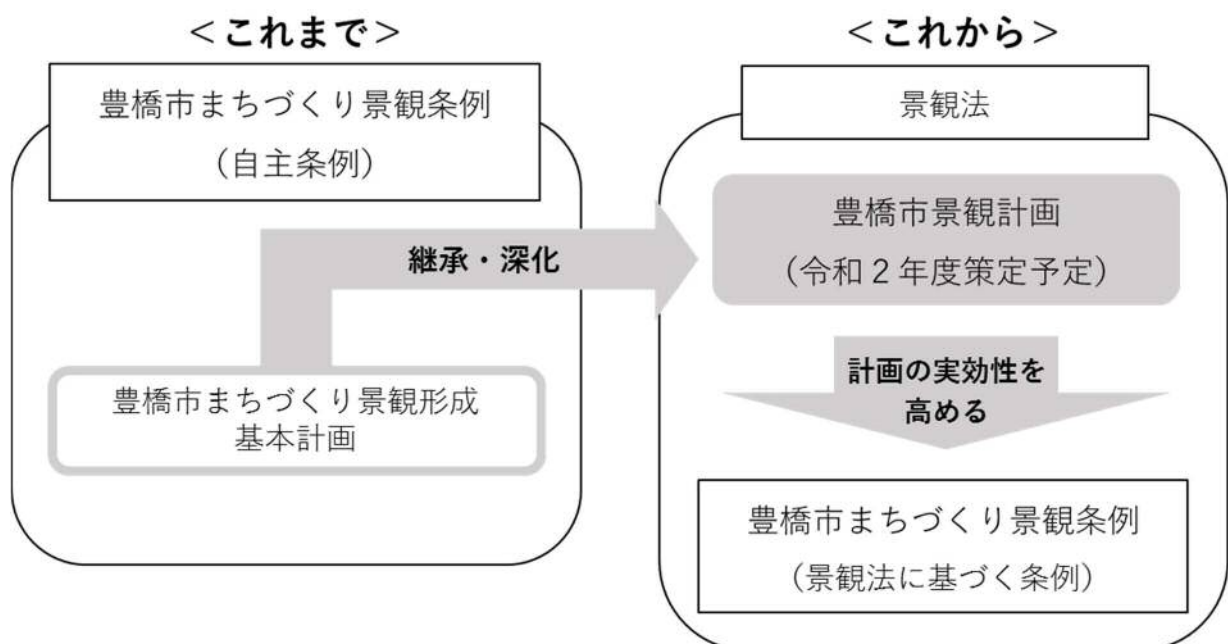 ＜これまで＞
豊橋市まちづくり景観条例
（自主条例）
継承・深化
豊橋市まちづくり景観形成
基本計画
＜これから＞
景観法
豊橋市景観計画
（令和２年度策定予定）
計画の実効性を
高める
豊橋市まちづくり景観条例
（景観法に基づく条例）